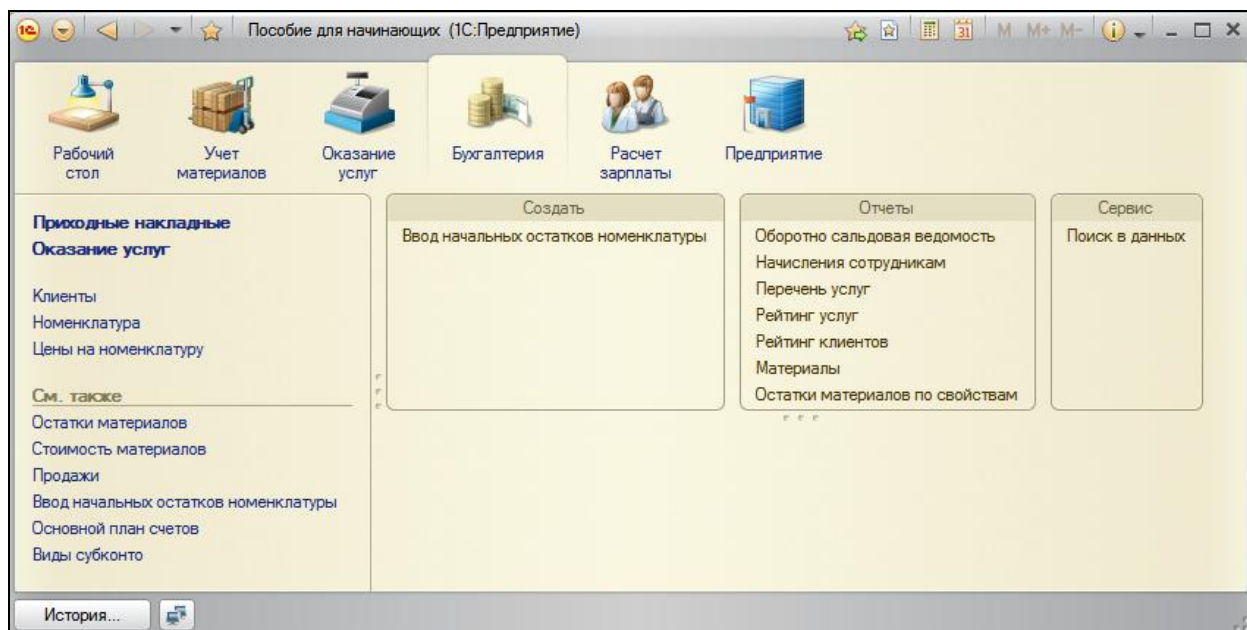 1С Пособие для начинающих (1С:Предприятие) 31 M M+ M-
Рабочий стол
Учет материалов
Оказание услуг
Бухгалтерия
Расчет зарплаты
Предприятие
Приходные накладные
Оказание услуг
Клиенты
Номенклатура
Цены на номенклатуру
См. также
Остатки материалов
Стоимость материалов
Продажи
Ввод начальных остатков номенклатуры
Основной план счетов
Виды субконто
Создать
Ввод начальных остатков номенклатуры
Отчеты
Оборотно сальдовая ведомость
Начисления сотрудникам
Перечень услуг
Рейтинг услуг
Рейтинг клиентов
Материалы
Остатки материалов по свойствам
Сервис
Поиск в данных
История...